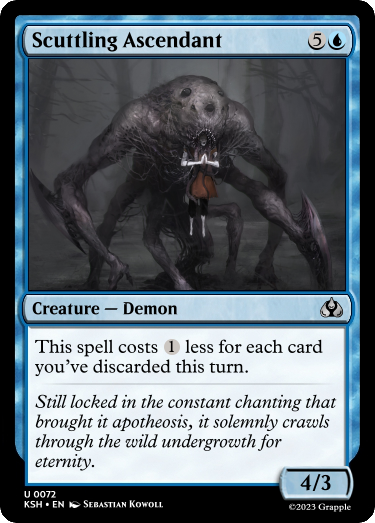 Scuttling Ascendant 5
Creature — Demon
This spell costs 1 less for each card
you've discarded this turn.
Still locked in the constant chanting that
brought it apotheosis, it solemnly crawls
through the wild undergrowth for
eternity.
4/3
U 0072
KSH • EN Sebastian Kowoll
©2023 Grapple